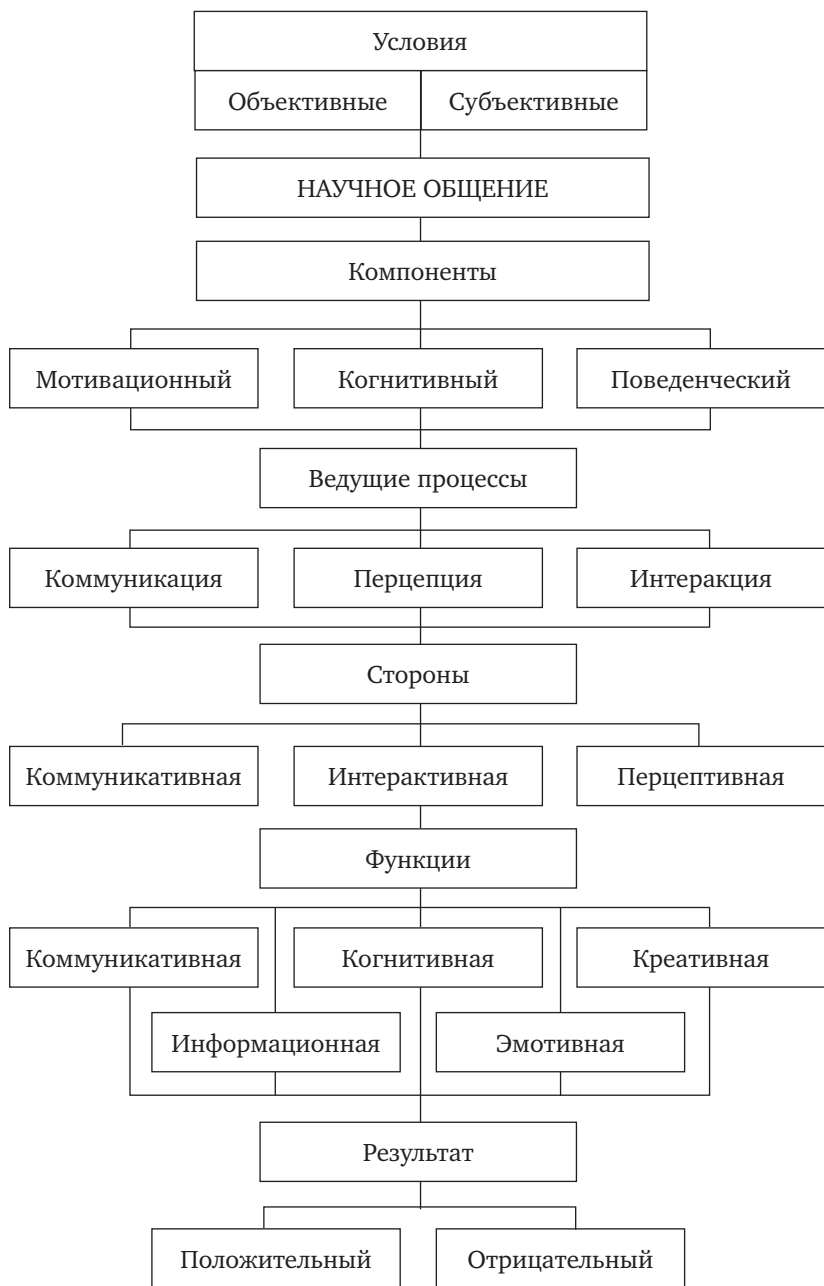 Условия
Объективные Субъективные
НАУЧНОЕ ОБЩЕНИЕ
Компоненты
Мотивационный Когнитивный Поведенческий
Ведущие процессы
Коммуникация Перцепция Интеракция
Стороны
Коммуникативная Интерактивная Перцептивная
Функции
Коммуникативная Когнитивная Креативная
Информационная Эмотивная
Результат
Положительный Отрицательный